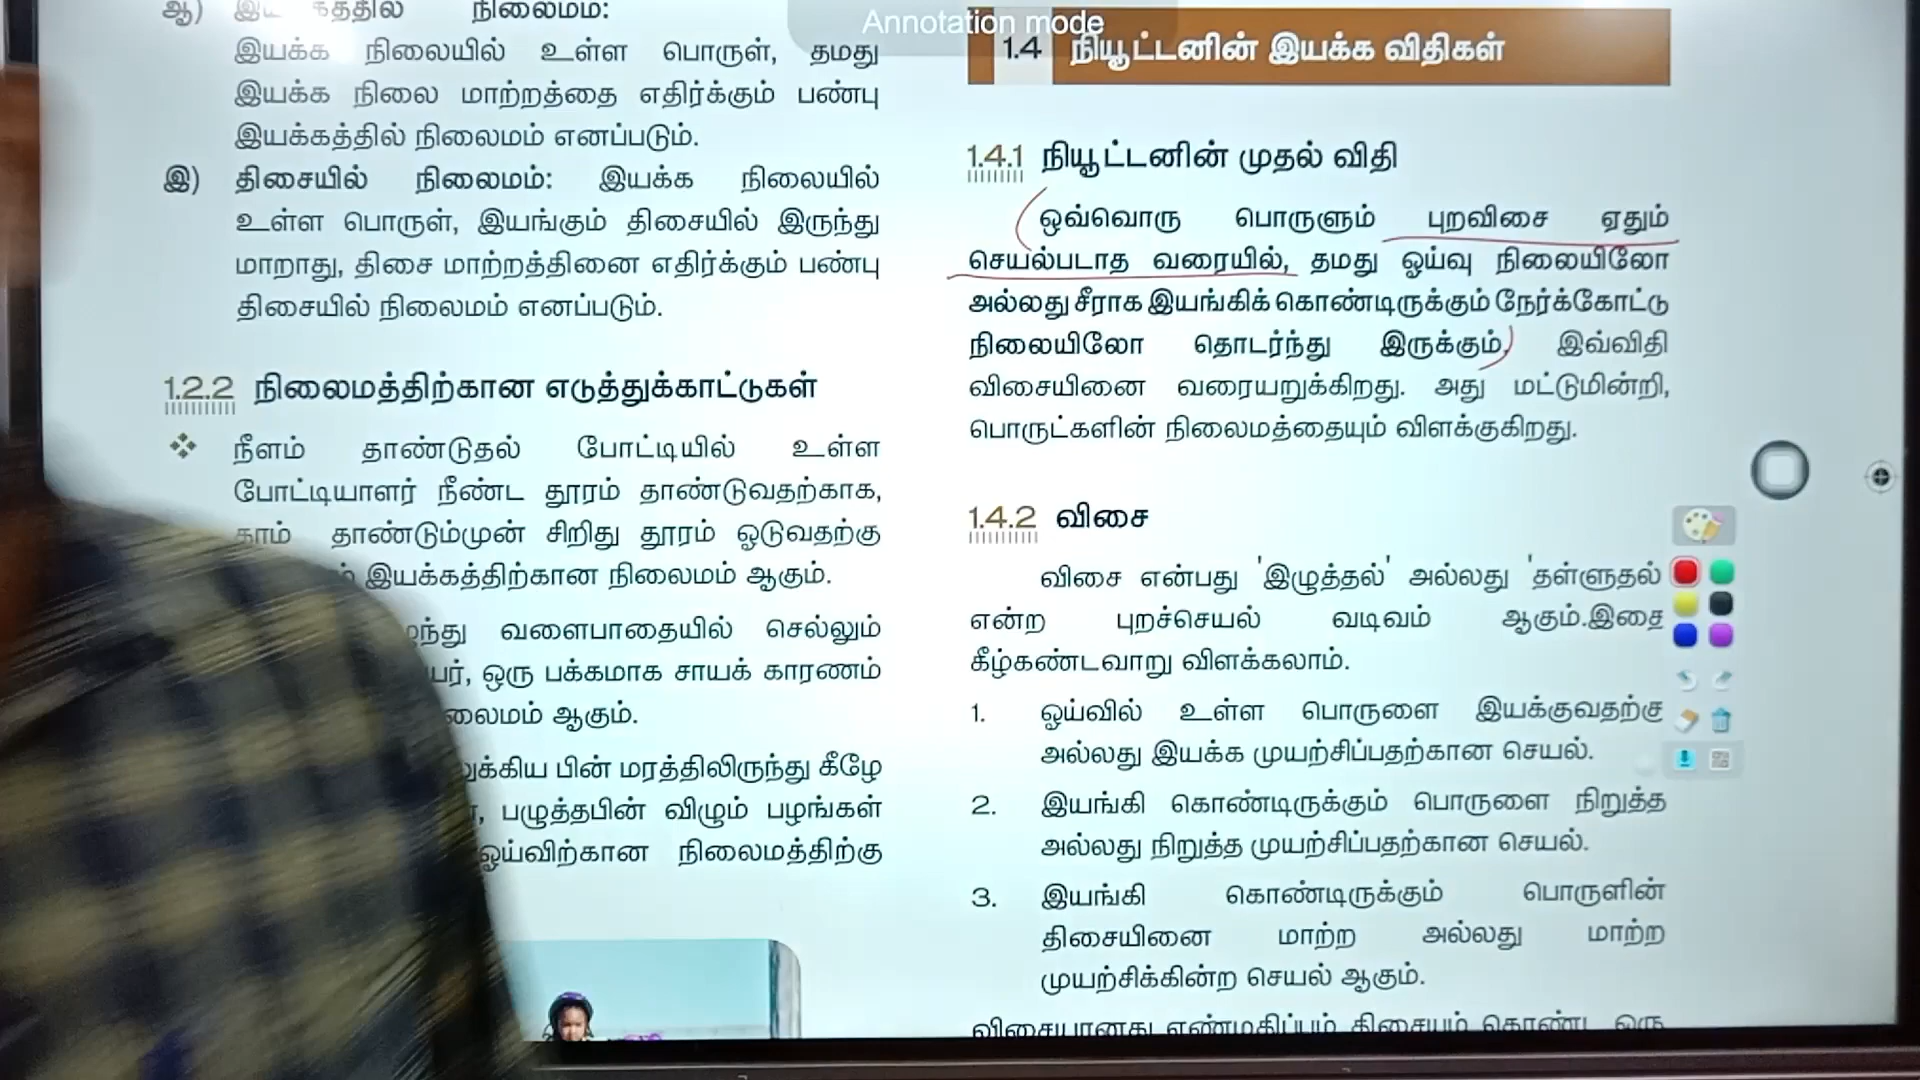 Annotation mode
ஆ) நிலைமம்:
இயக்க நிலையில் உள்ள பொருள், தமது
இயக்க நிலை மாற்றத்தை எதிர்க்கும் பண்பு
இயக்கத்தில் நிலைமம் எனப்படும்.
இ) திசையில் நிலைமம்: இயக்க நிலையில்
உள்ள பொருள், இயங்கும் திசையில் இருந்து
மாறாது, திசை மாற்றத்தினை எதிர்க்கும் பண்பு
திசையில் நிலைமம் எனப்படும்.
1.2.2 நிலைமத்திற்கான எடுத்துக்காட்டுகள்
நீளம் தாண்டுதல் போட்டியில் உள்ள
போட்டியாளர் நீண்ட தூரம் தாண்டுவதற்காக,
தாம் தாண்டும்முன் சிறிது தூரம் ஓடுவதற்கு
இயக்கத்திற்கான நிலைமம் ஆகும்.
வளைபாதையில் செல்லும்
ஒரு பக்கமாக சாயக் காரணம்
ஆகும்.
பின் மரத்திலிருந்து கீழே
பழுத்தபின் விழும் பழங்கள்
ஓய்விற்கான நிலைமத்திற்கு
1.4 நியூட்டனின் இயக்க விதிகள்
1.4.1 நியூட்டனின் முதல் விதி
ஒவ்வொரு பொருளும் புறவிசை ஏதும்
செயல்படாத வரையில், தமது ஓய்வு நிலையிலோ
அல்லது சீராக இயங்கிக் கொண்டிருக்கும் நேர்க்கோட்டு
நிலையிலோ தொடர்ந்து இருக்கும். இவ்விதி
விசையினை வரையறுக்கிறது. அது மட்டுமின்றி,
பொருட்களின் நிலைமத்தையும் விளக்குகிறது.
1.4.2 விசை
விசை என்பது 'இழுத்தல்' அல்லது 'தள்ளுதல்
என்ற புறச்செயல் வடிவம் ஆகும்.இதை
கீழ்கண்டவாறு விளக்கலாம்.
1. ஓய்வில் உள்ள பொருளை இயக்குவதற்கு
அல்லது இயக்க முயற்சிப்பதற்கான செயல்.
2. இயங்கி கொண்டிருக்கும் பொருளை நிறுத்த
அல்லது நிறுத்த முயற்சிப்பதற்கான செயல்.
3. இயங்கி கொண்டிருக்கும் பொருளின்
திசையினை மாற்ற அல்லது மாற்ற
முயற்சிக்கின்ற செயல் ஆகும்.
விசையானது எண்மதிப்பும் திசையும் கொண்ட ஒரு